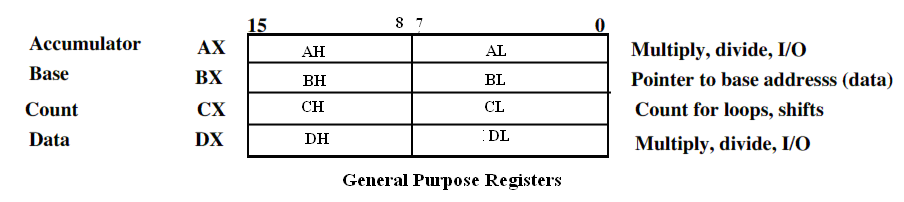 15 8 7 0
Accumulator AX AH AL Multiply, divide, I/O
Base BX BH BL Pointer to base addresss (data)
Count CX CH CL Count for loops, shifts
Data DX DH DL Multiply, divide, I/O
General Purpose Registers